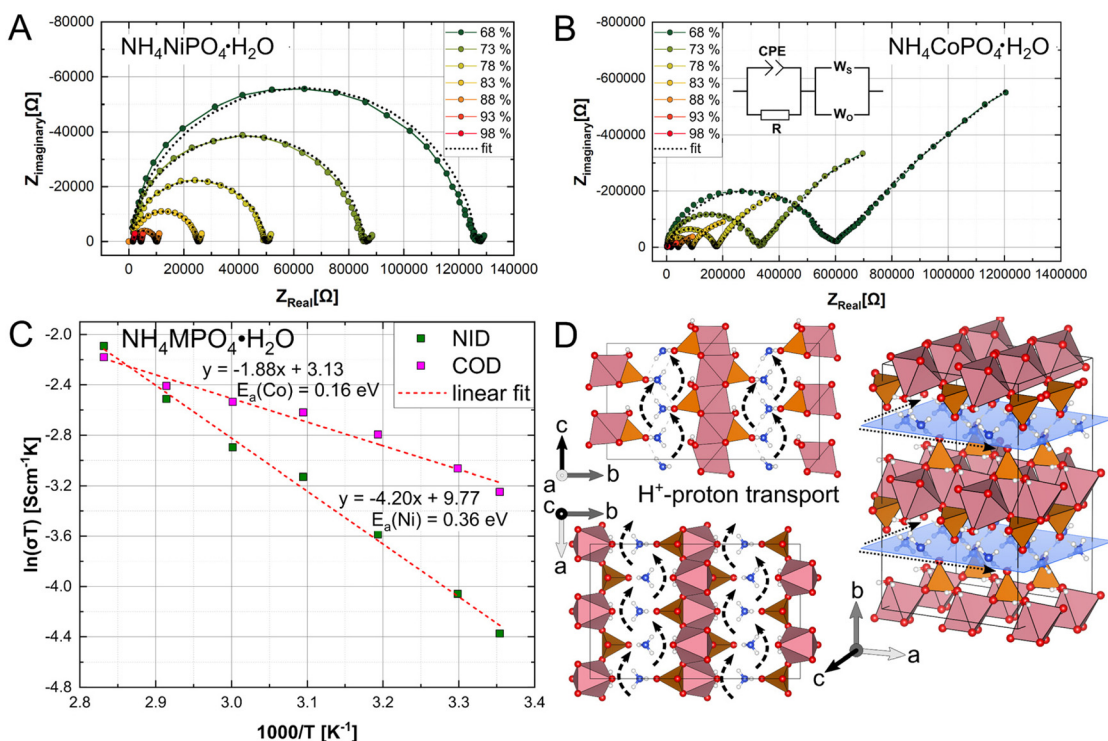 A
NH4NiPO4•H2O
68 %
73 %
78 %
83 %
88 %
93 %
98 %
fit
Zimaginary[Ω]
-80000
-60000
-40000
-20000
0
0 20000 40000 60000 80000 100000 120000 140000
ZReal[Ω]
B
NH4CoPO4•H2O
68 %
73 %
78 %
83 %
88 %
93 %
98 %
fit
CPE
R
WS
WO
Zimaginary[Ω]
-800000
-600000
-400000
-200000
0
0 200000 400000 600000 800000 1000000 1200000 1400000
ZReal[Ω]
C
NH4MPO4•H2O
NID
COD
linear fit
y = -1.88x + 3.13
Ea(Co) = 0.16 eV
y = -4.20x + 9.77
Ea(Ni) = 0.36 eV
ln(σT) [Scm-1K]
-2.0
-2.4
-2.8
-3.2
-3.6
-4.0
-4.4
-4.8
2.8 2.9 3.0 3.1 3.2 3.3 3.4
1000/T [K-1]
D
c
a
b
H+-proton transport
c
b
a
b
a
c